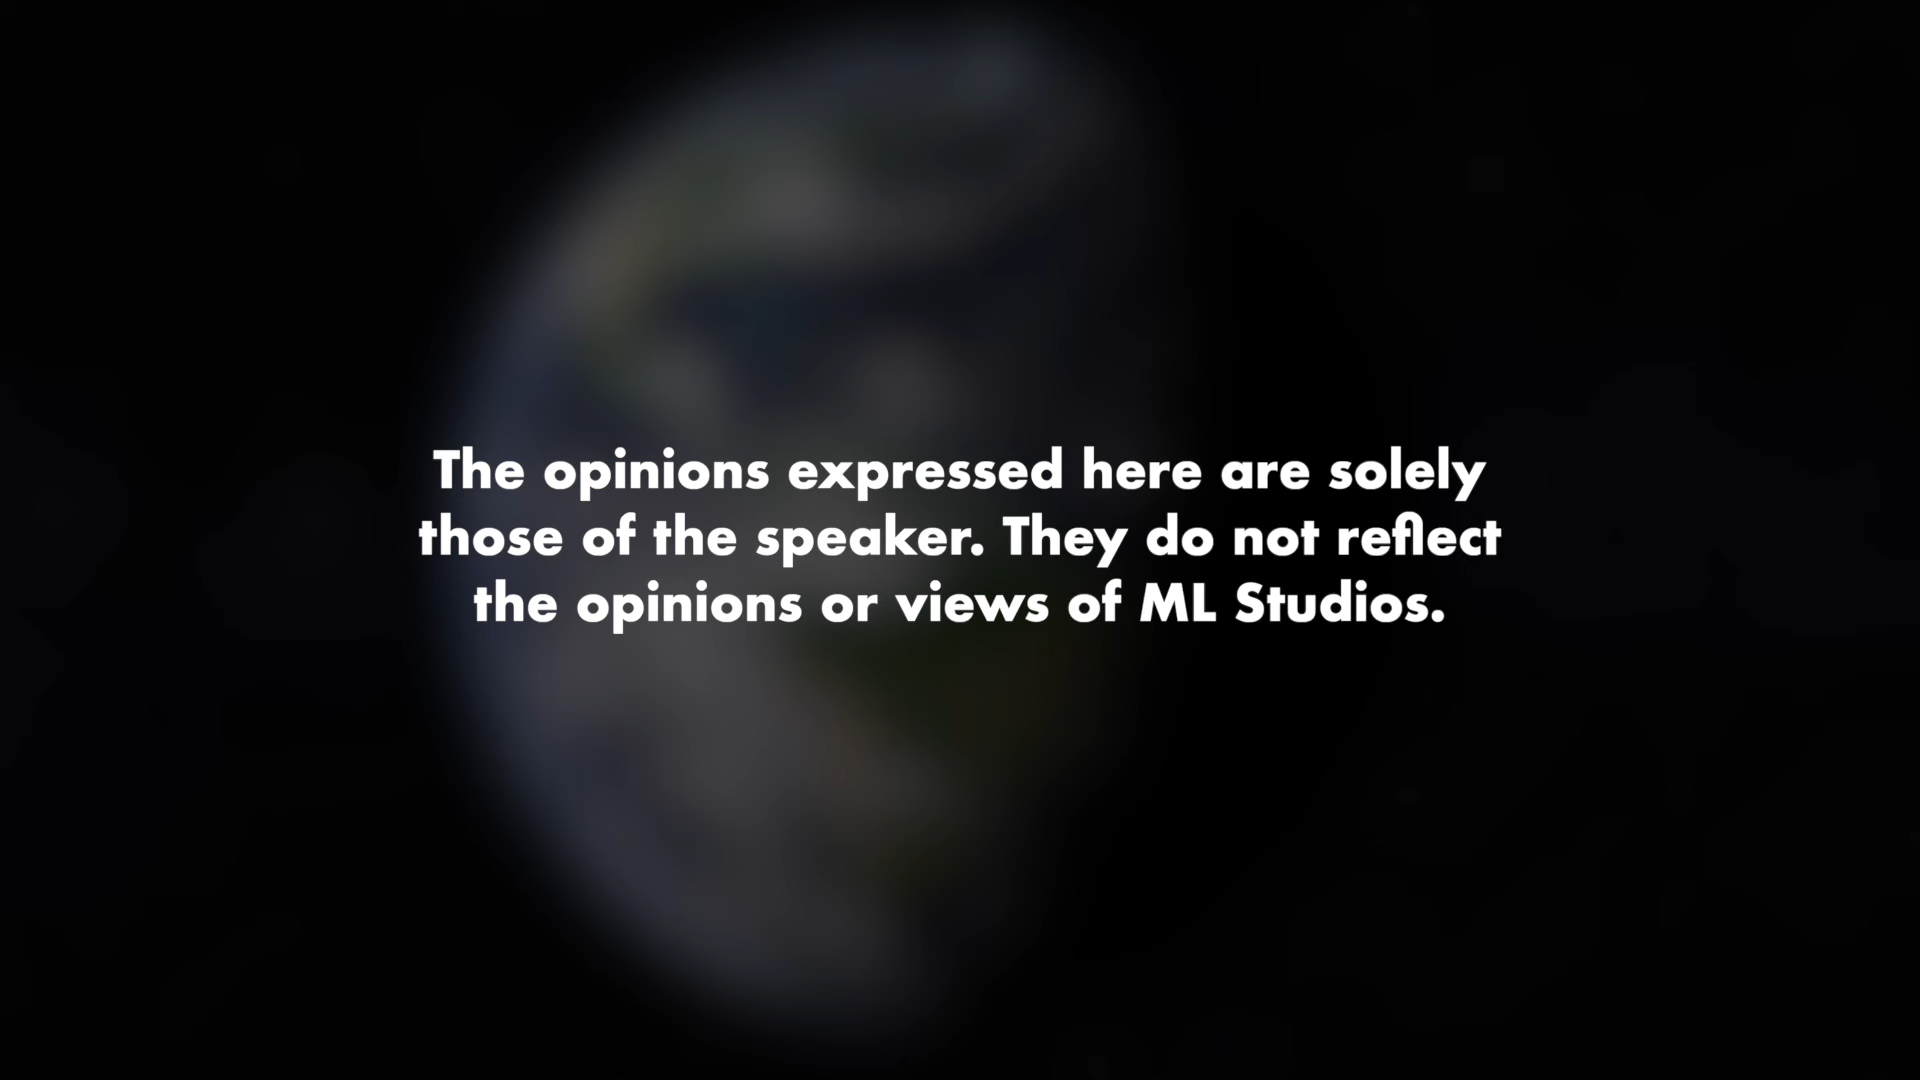 The opinions expressed here are solely
those of the speaker. They do not reflect
the opinions or views of ML Studios.